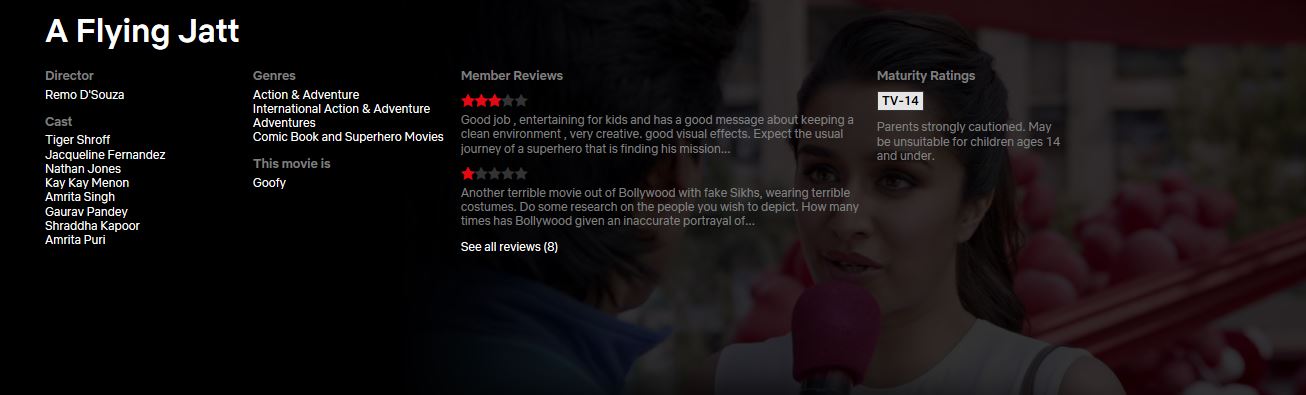 A Flying Jatt
Director
Remo D'Souza
Cast
Tiger Shroff
Jacqueline Fernandez
Nathan Jones
Kay Kay Menon
Amrita Singh
Gaurav Pandey
Shraddha Kapoor
Amrita Puri
Genres
Action & Adventure
International Action & Adventure
Adventures
Comic Book and Superhero Movies
This movie is
Goofy
Member Reviews
Good job , entertaining for kids and has a good message about keeping a
clean environment , very creative. good visual effects. Expect the usual
journey of a superhero that is finding his mission...
Another terrible movie out of Bollywood with fake Sikhs, wearing terrible
costumes. Do some research on the people you wish to depict. How many
times has Bollywood given an inaccurate portrayal of...
See all reviews (8)
Maturity Ratings
TV-14
Parents strongly cautioned. May
be unsuitable for children ages 14
and under.